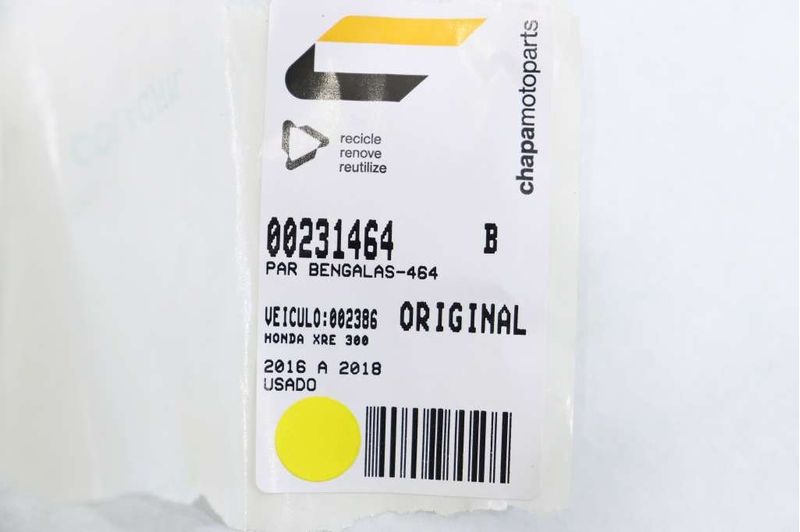 chapamotoparts
recicle
renove
reutilize
00231464 B
PAR BENGALAS-464
VEICULO:002386 ORIGINAL
HONDA XRE 300
2016 A 2018
USADO